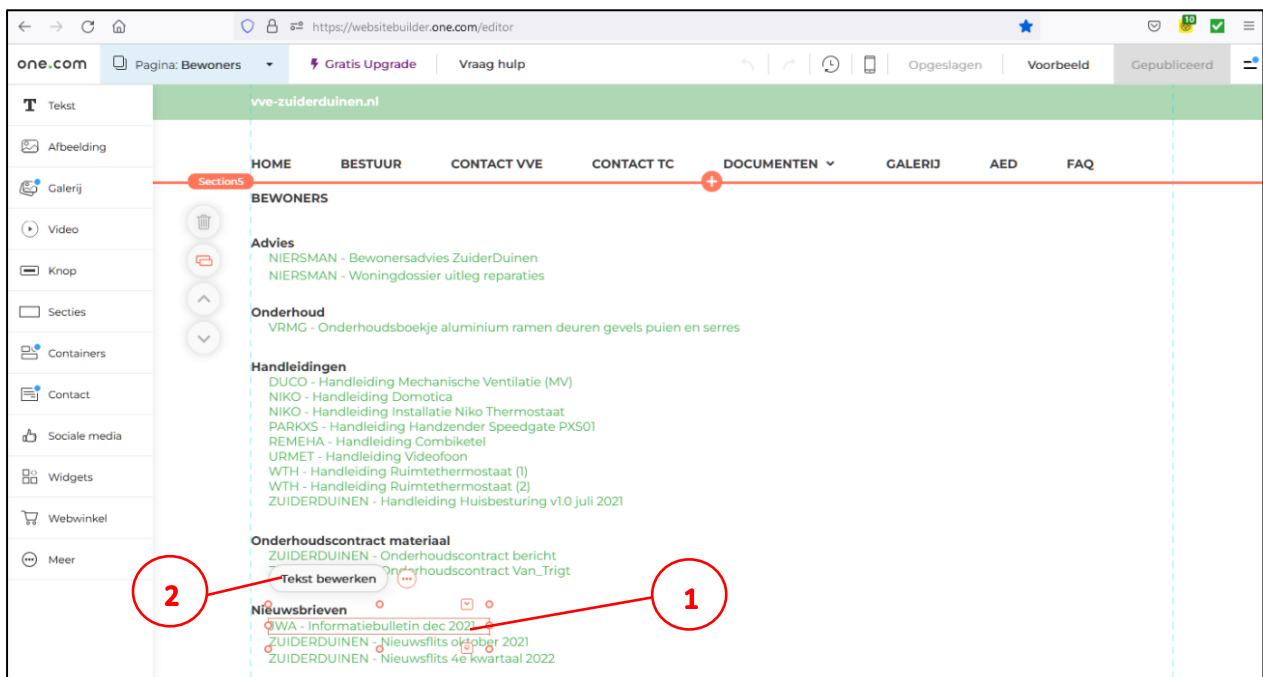 https://websitebuilder.one.com/editor
10
one.com Pagina: Bewoners Gratis Upgrade Vraag hulp Opgeslagen Voorbeeld Gepubliceerd
Tekst
Afbeelding
Galerij
Video
Knop
Secties
Containers
Contact
Sociale media
Widgets
Webwinkel
Meer
vve-zuiderduinen.nl
HOME BESTUUR CONTACT VVE CONTACT TC DOCUMENTEN GALERIJ AED FAQ
Section5
BEWONERS
Advies
NIERSMAN - Bewonersadvies ZuiderDuinen
NIERSMAN - Woningdossier uitleg reparaties
Onderhoud
VRMG - Onderhoudsboekje aluminium ramen deuren gevels puien en serres
Handleidingen
DUCO - Handleiding Mechanische Ventilatie (MV)
NIKO - Handleiding Domotica
NIKO - Handleiding Installatie Niko Thermostaat
PARKXS - Handleiding Handzender Speedgate PXS01
REMEHA - Handleiding Combiketel
URMET - Handleiding Videofoon
WTH - Handleiding Ruimtethermostaat (1)
WTH - Handleiding Ruimtethermostaat (2)
ZUIDERDUINEN - Handleiding Huisbesturing v1.0 juli 2021
Onderhoudscontract materiaal
ZUIDERDUINEN - Onderhoudscontract bericht
Onderhoudscontract Van_Trigt
Tekst bewerken
2
1
Nieuwsbrieven
- Informatiebulletin dec 2021
ZUIDERDUINEN - Nieuwsflits oktober 2021
ZUIDERDUINEN - Nieuwsflits 4e kwartaal 2022